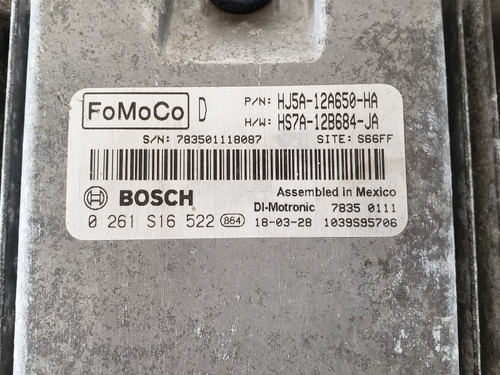 FoMoCo D P/N: HJ5A-12A650-HA
H/W: HS7A-12B684-JA
S/N: 783501118087 SITE: S66FF
BOSCH Assembled in Mexico
DI-Motronic 7835 0111
0 261 S16 522 864 18-03-28 1039S95706